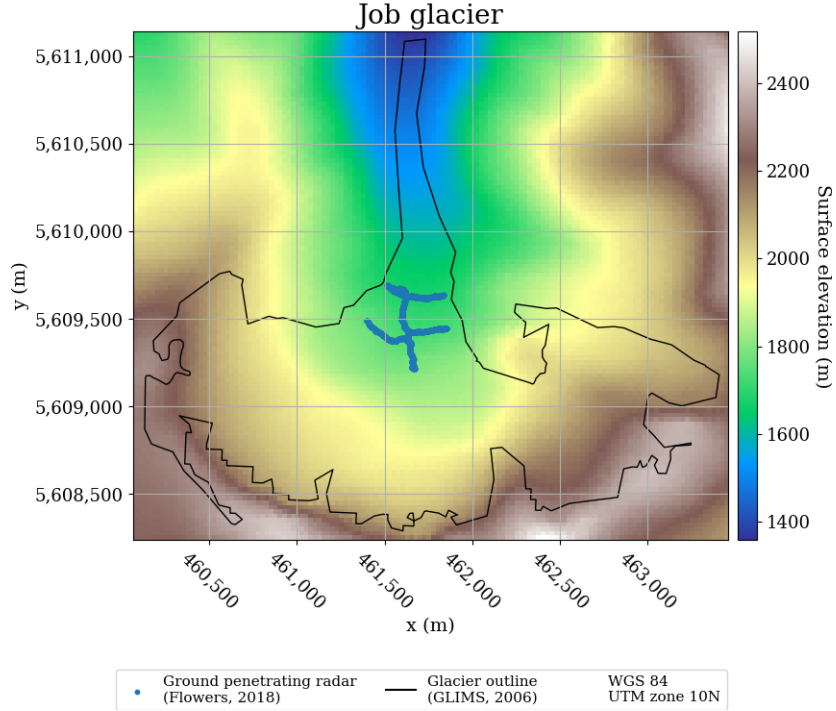 Job glacier
5,611,000
5,610,500
5,610,000
5,609,500
5,609,000
5,608,500
y (m)
460,500
461,000
461,500
462,000
462,500
463,000
x (m)
2400
2200
2000
1800
1600
1400
Surface elevation (m)
Ground penetrating radar
(Flowers, 2018)
Glacier outline
(GLIMS, 2006)
WGS 84
UTM zone 10N